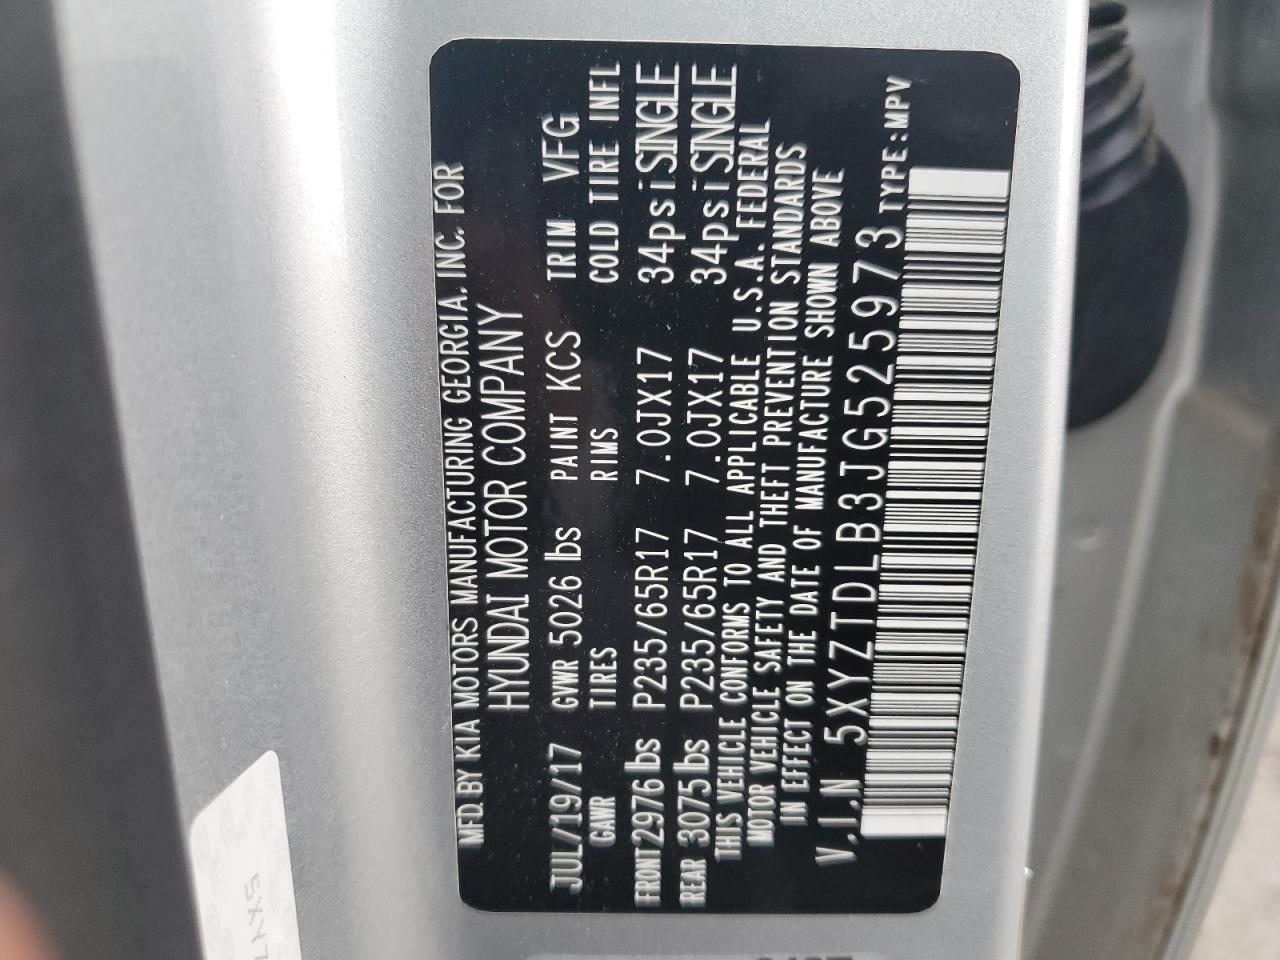 MFD. BY KIA MOTORS MANUFACTURING GEORGIA, INC. FOR
HYUNDAI MOTOR COMPANY
JUL/19/17 GVWR 5026 lbs PAINT KCS TRIM VFG
GAWR TIRES RIMS COLD TIRE INFL
FRONT 2976 lbs P235/65R17 7.0JX17 34psi SINGLE
REAR 3075 lbs P235/65R17 7.0JX17 34psi SINGLE
THIS VEHICLE CONFORMS TO ALL APPLICABLE U.S.A. FEDERAL
MOTOR VEHICLE SAFETY AND THEFT PREVENTION STANDARDS
IN EFFECT ON THE DATE OF MANUFACTURE SHOWN ABOVE
V.I.N 5XYZTDLB3JG525973 TYPE:MPV